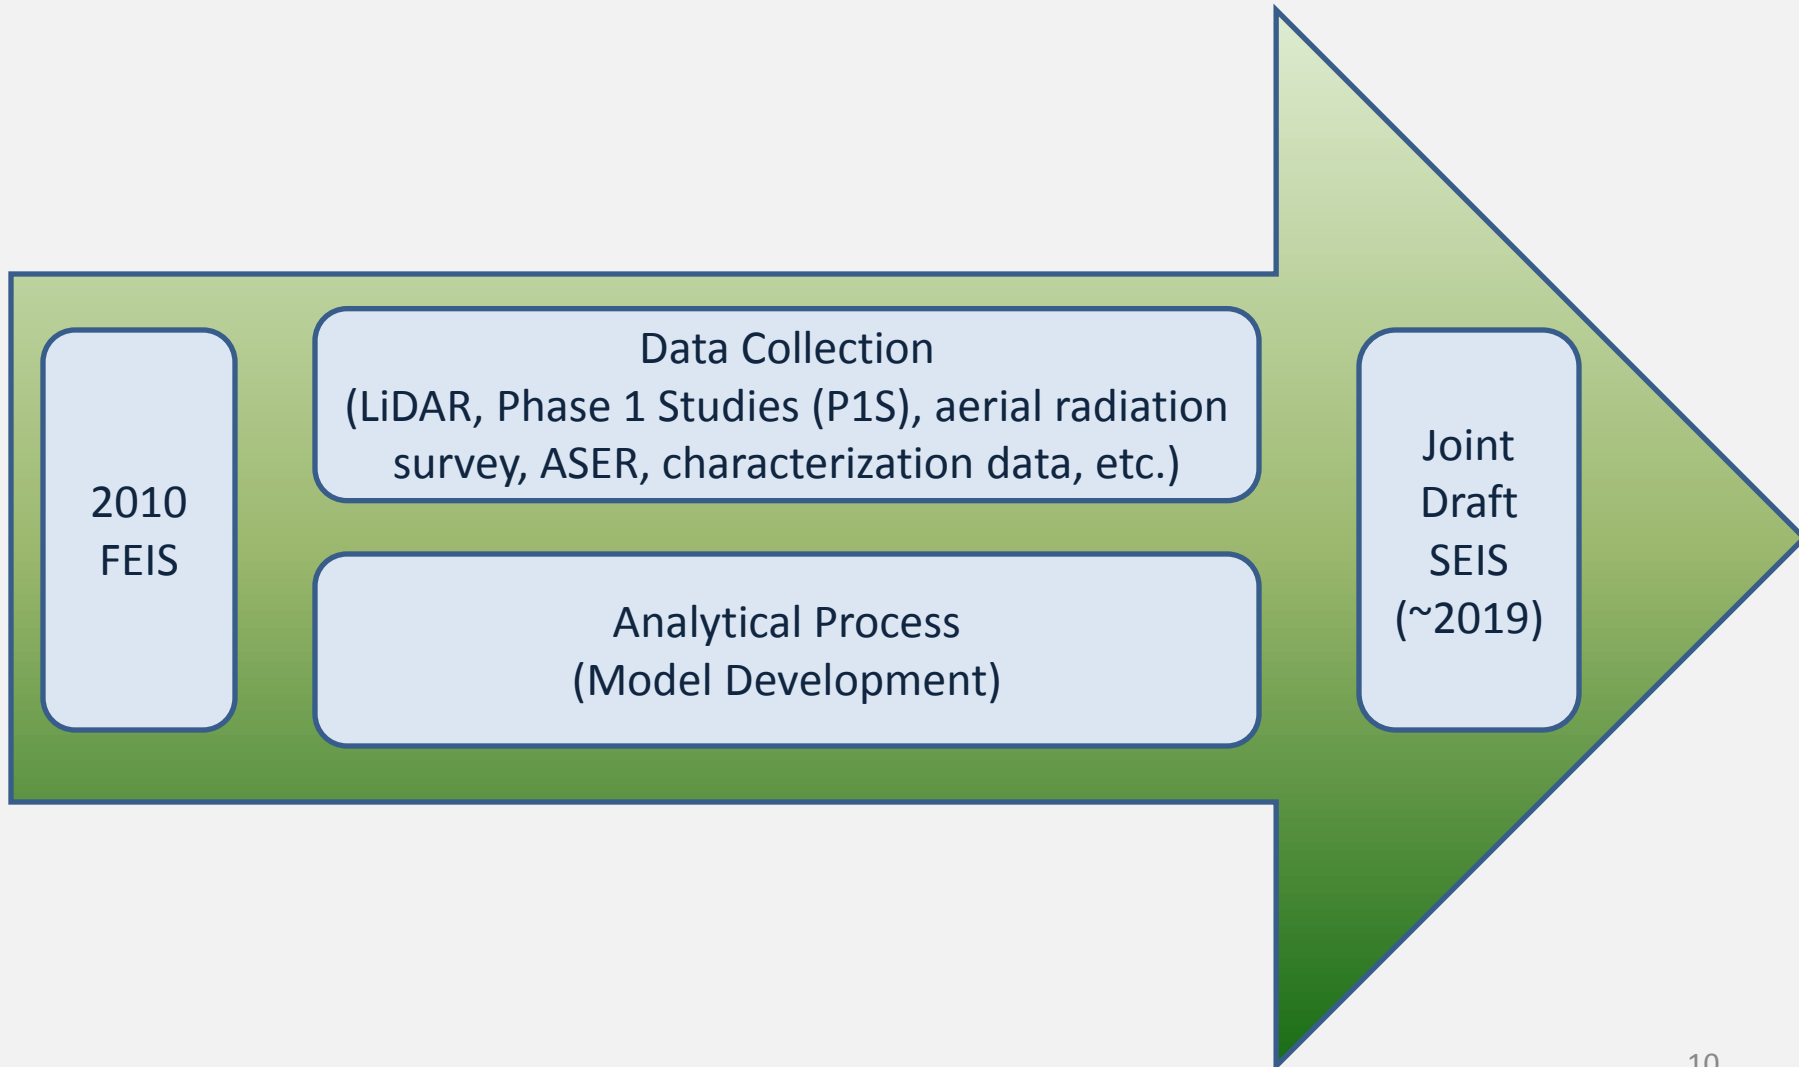 2010
FEIS
Data Collection
(LiDAR, Phase 1 Studies (P1S), aerial radiation
survey, ASER, characterization data, etc.)
Analytical Process
(Model Development)
Joint
Draft
SEIS
(~2019)
10